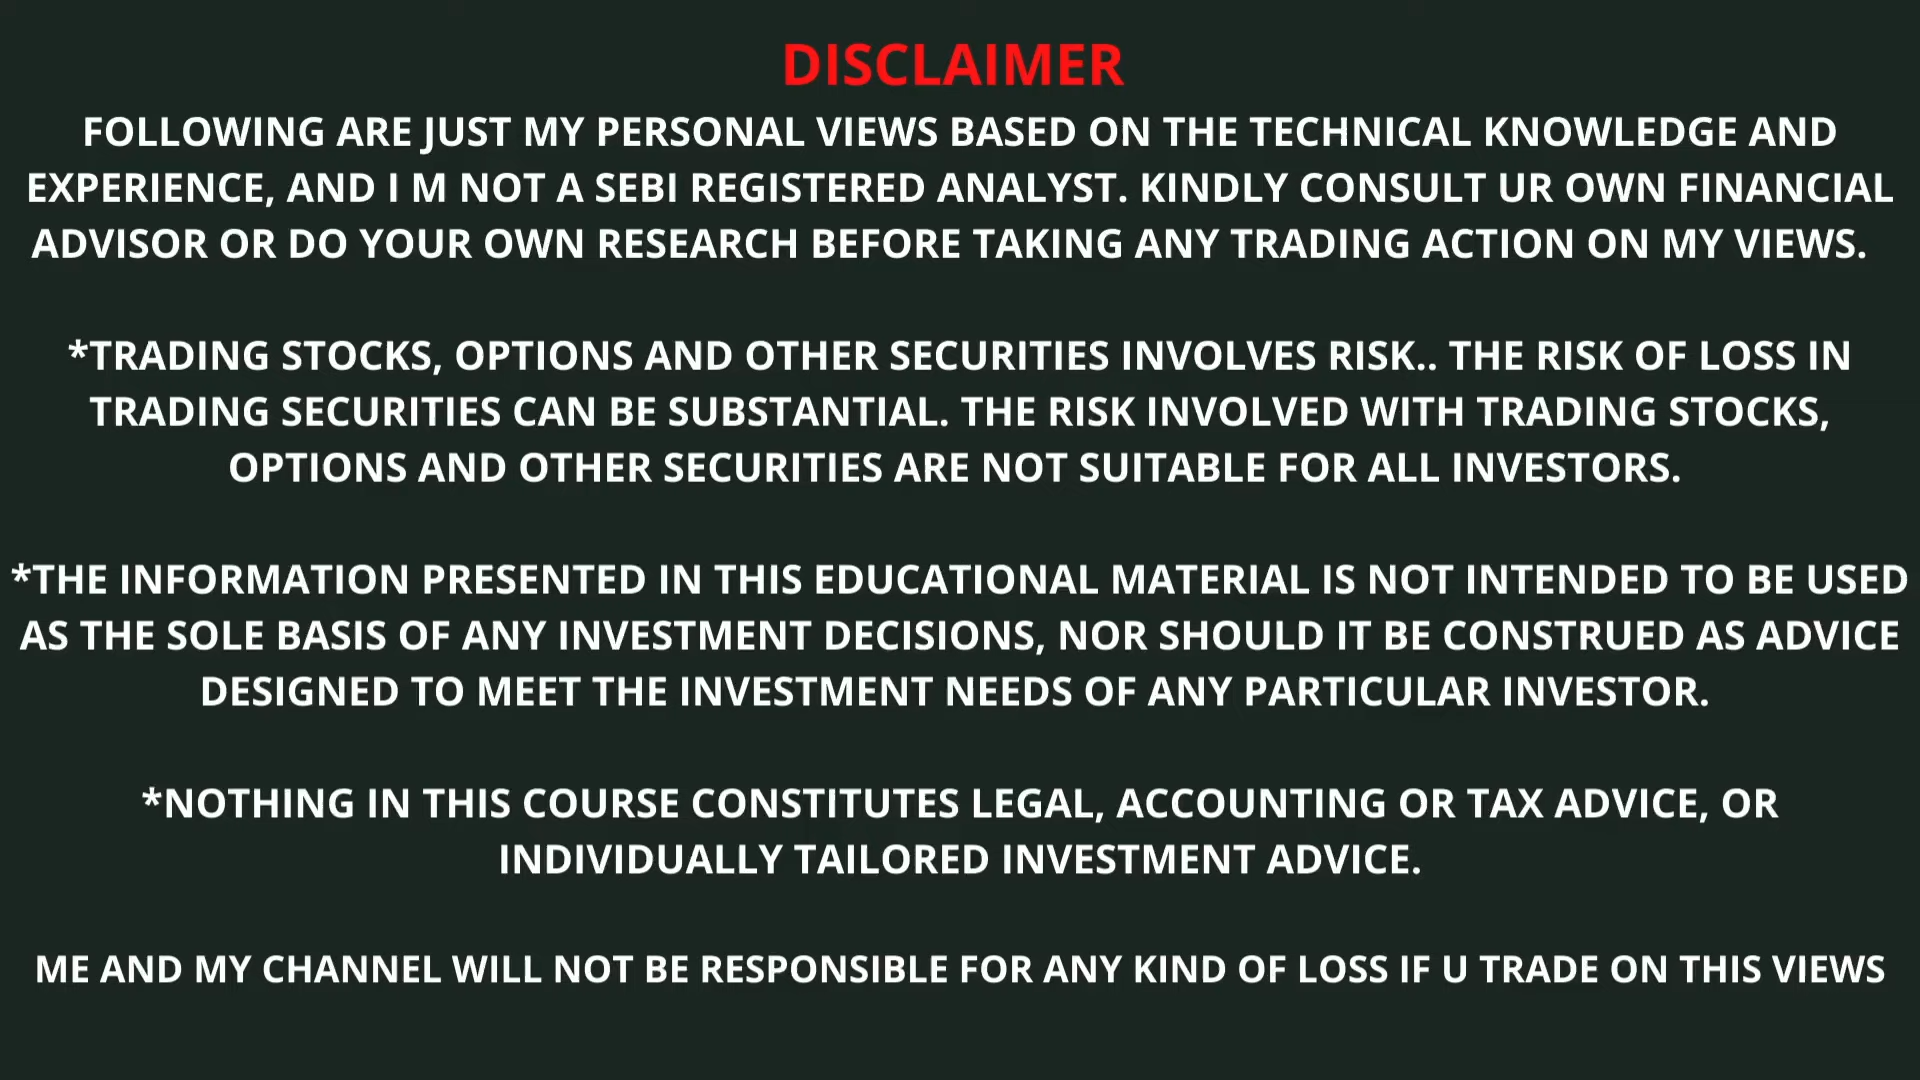 DISCLAIMER
FOLLOWING ARE JUST MY PERSONAL VIEWS BASED ON THE TECHNICAL KNOWLEDGE AND
EXPERIENCE, AND I M NOT A SEBI REGISTERED ANALYST. KINDLY CONSULT UR OWN FINANCIAL
ADVISOR OR DO YOUR OWN RESEARCH BEFORE TAKING ANY TRADING ACTION ON MY VIEWS.
*TRADING STOCKS, OPTIONS AND OTHER SECURITIES INVOLVES RISK.. THE RISK OF LOSS IN
TRADING SECURITIES CAN BE SUBSTANTIAL. THE RISK INVOLVED WITH TRADING STOCKS,
OPTIONS AND OTHER SECURITIES ARE NOT SUITABLE FOR ALL INVESTORS.
*THE INFORMATION PRESENTED IN THIS EDUCATIONAL MATERIAL IS NOT INTENDED TO BE USED
AS THE SOLE BASIS OF ANY INVESTMENT DECISIONS, NOR SHOULD IT BE CONSTRUED AS ADVICE
DESIGNED TO MEET THE INVESTMENT NEEDS OF ANY PARTICULAR INVESTOR.
*NOTHING IN THIS COURSE CONSTITUTES LEGAL, ACCOUNTING OR TAX ADVICE, OR
INDIVIDUALLY TAILORED INVESTMENT ADVICE.
ME AND MY CHANNEL WILL NOT BE RESPONSIBLE FOR ANY KIND OF LOSS IF U TRADE ON THIS VIEWS